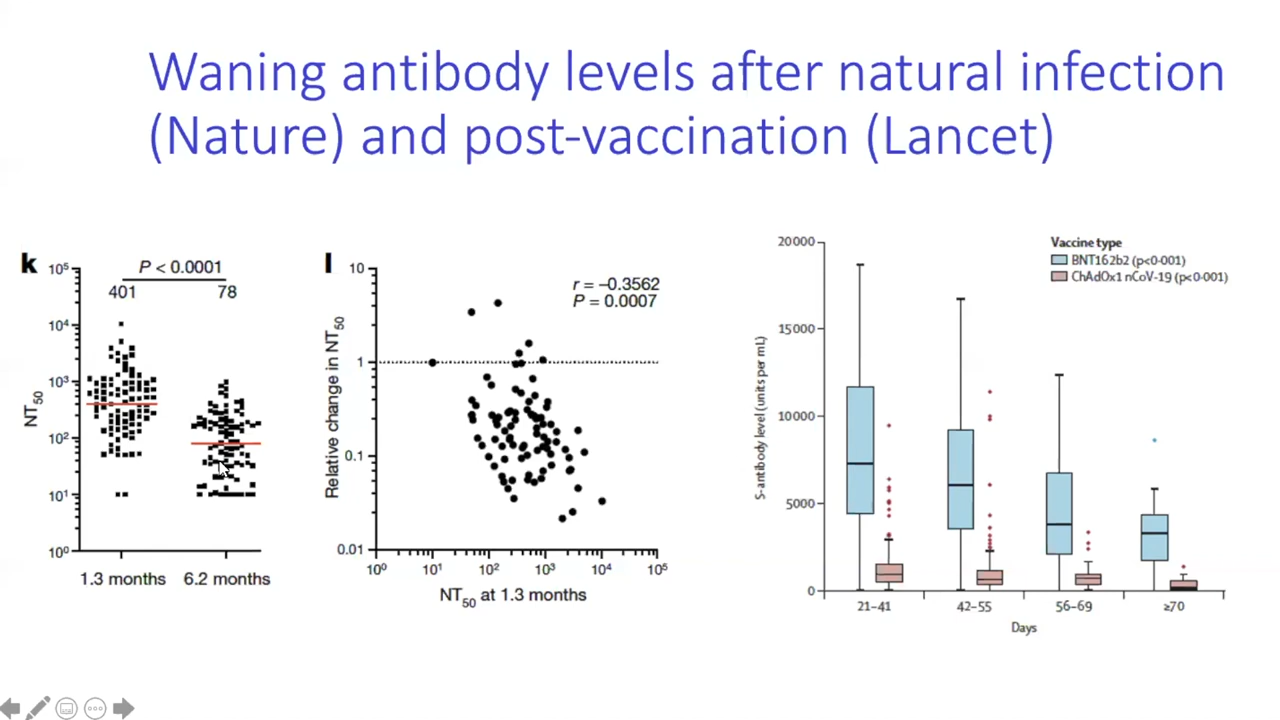 Waning antibody levels after natural infection
(Nature) and post-vaccination (Lancet)
k
P < 0.0001
401 78
NT50
10⁵
10⁴
10³
10²
10¹
10⁰
1.3 months 6.2 months
l
r = –0.3562
P = 0.0007
Relative change in NT50
10
1
0.1
0.01
10⁰ 10¹ 10² 10³ 10⁴ 10⁵
NT50 at 1.3 months
Vaccine type
BNT162b2 (p<0·001)
ChAdOx1 nCoV-19 (p<0·001)
S-antibody level (units per mL)
20000
15000
10000
5000
0
21–41 42–55 56–69 ≥70
Days